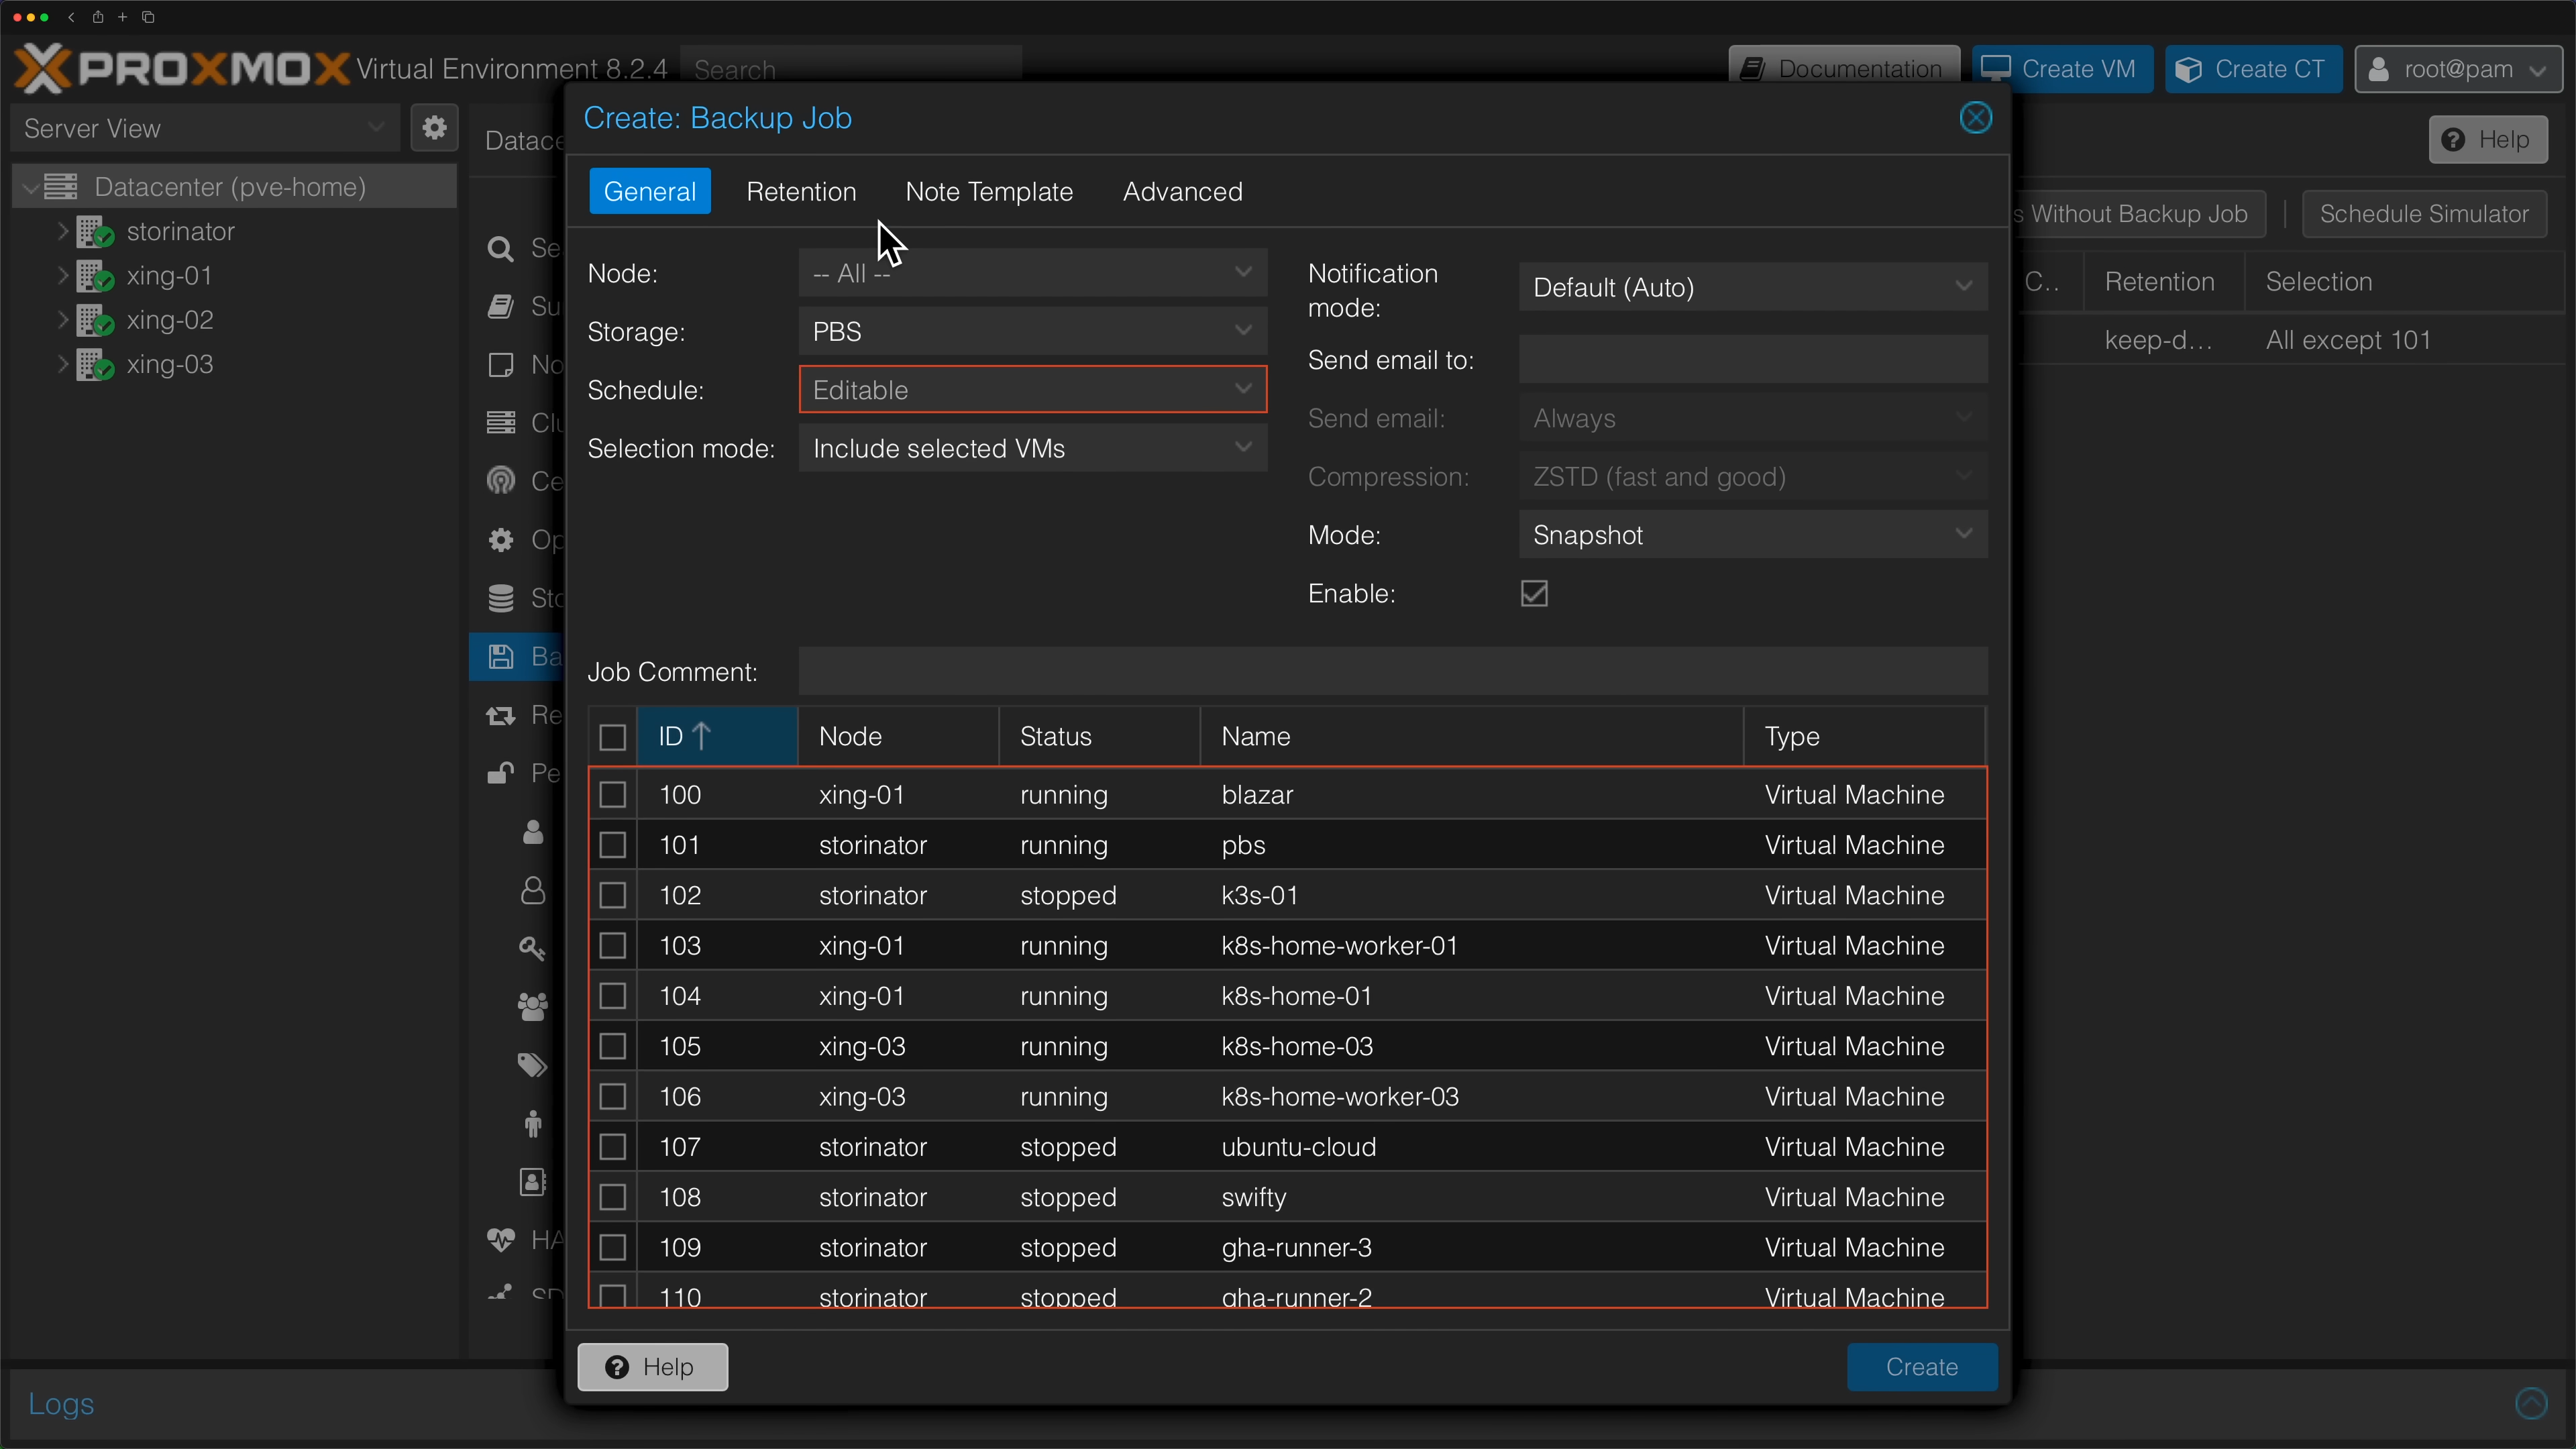 PROXMOX Virtual Environment 8.2.4 Search Documentation Create VM Create CT root@pam
Server View
Help
Datacenter (pve-home)
storinator
xing-01
xing-02
xing-03
Create: Backup Job
General Retention Note Template Advanced
Without Backup Job Schedule Simulator
Retention Selection
keep-d... All except 101
Node: -- All --
Storage: PBS
Schedule: Editable
Selection mode: Include selected VMs
Notification
mode: Default (Auto)
Send email to:
Send email: Always
Compression: ZSTD (fast and good)
Mode: Snapshot
Enable:
Job Comment:
ID Node Status Name Type
100 xing-01 running blazar Virtual Machine
101 storinator running pbs Virtual Machine
102 storinator stopped k3s-01 Virtual Machine
103 xing-01 running k8s-home-worker-01 Virtual Machine
104 xing-01 running k8s-home-01 Virtual Machine
105 xing-03 running k8s-home-03 Virtual Machine
106 xing-03 running k8s-home-worker-03 Virtual Machine
107 storinator stopped ubuntu-cloud Virtual Machine
108 storinator stopped swifty Virtual Machine
109 storinator stopped gha-runner-3 Virtual Machine
110 storinator stopped gha-runner-2 Virtual Machine
Help Create
Logs